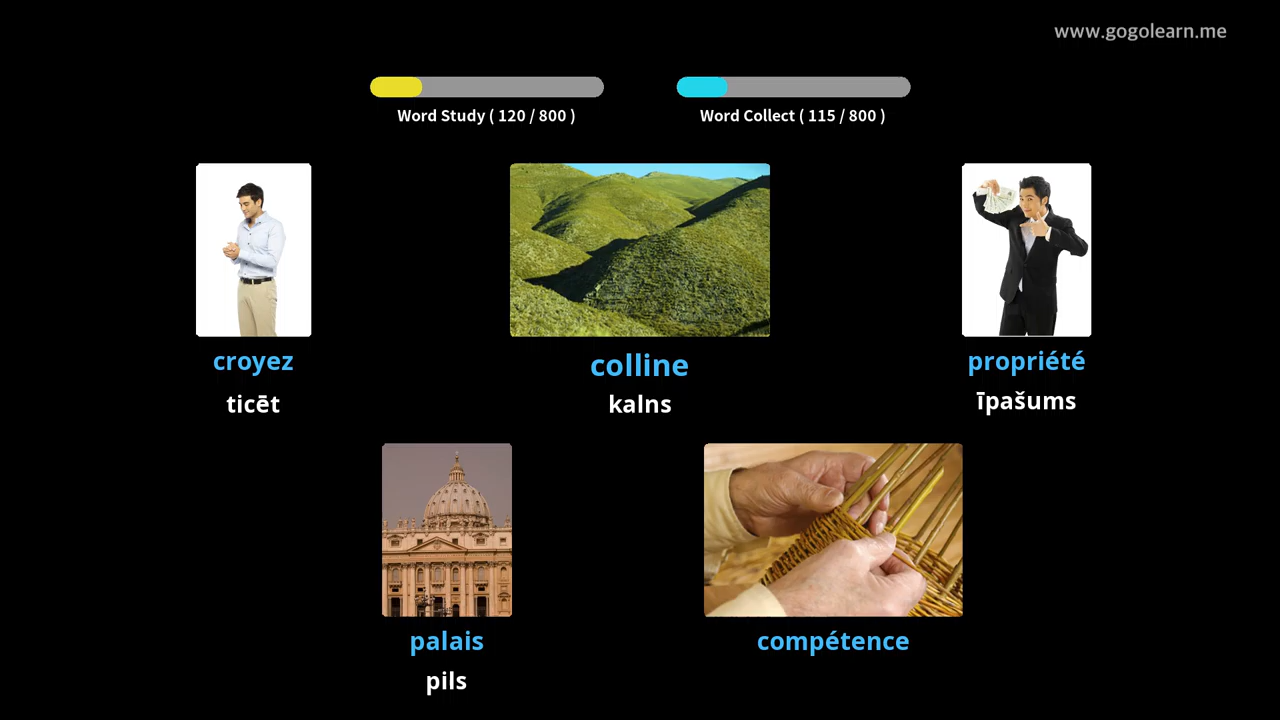 www.gogolearn.me
Word Study ( 120 / 800 )
Word Collect ( 115 / 800 )
croyez
ticēt
colline
kalns
propriété
īpašums
palais
pils
compétence